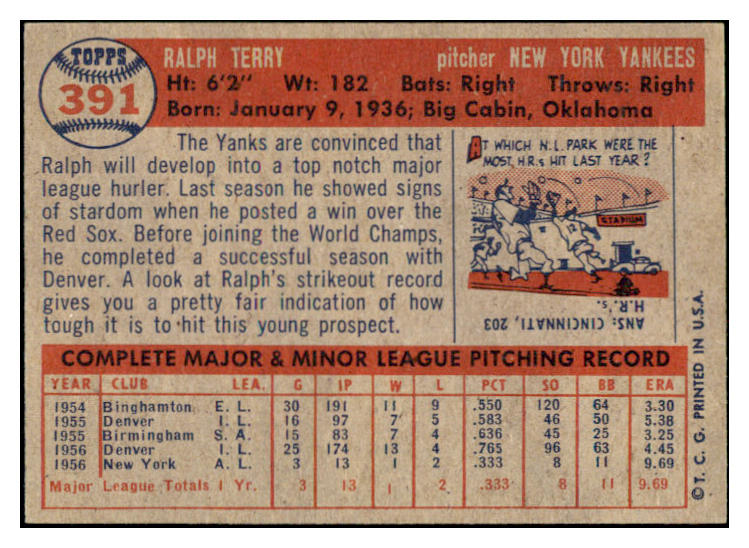 TOPPS
391
RALPH TERRY pitcher NEW YORK YANKEES
Ht: 6'2" Wt: 182 Bats: Right Throws: Right
Born: January 9, 1936; Big Cabin, Oklahoma
The Yanks are convinced that
Ralph will develop into a top notch major
league hurler. Last season he showed signs
of stardom when he posted a win over the
Red Sox. Before joining the World Champs,
he completed a successful season with
Denver. A look at Ralph's strikeout record
gives you a pretty fair indication of how
tough it is to hit this young prospect.
AT WHICH N.L. PARK WERE THE
MOST H.R.s HIT LAST YEAR?
STADIUM
12
ANS: CINCINNATI, 203
H.R.'s.
COMPLETE MAJOR & MINOR LEAGUE PITCHING RECORD
YEAR CLUB LEA. G IP W L PCT SO BB ERA
1954 Binghamton E. L. 30 191 11 9 .550 120 64 3.30
1955 Denver I. L. 16 97 7 5 .583 46 50 5.38
1955 Birmingham S. A. 15 83 7 4 .636 45 25 3.25
1956 Denver I. L. 25 174 13 4 .765 96 63 4.45
1956 New York A. L. 3 13 1 2 .333 8 11 9.69
Major League Totals 1 Yr. 3 13 1 2 .333 8 11 9.69
© T. C. G. PRINTED IN U.S.A.